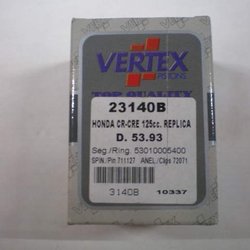 VERTEX
PISTONS
TOP QUALITY
23140B
HONDA CR-CRE 125cc. REPLICA
D. 53.93
Seg./Ring. 53010005400
SPIN./Pin 711127 ANEL./Clips 72071
3140B 10337